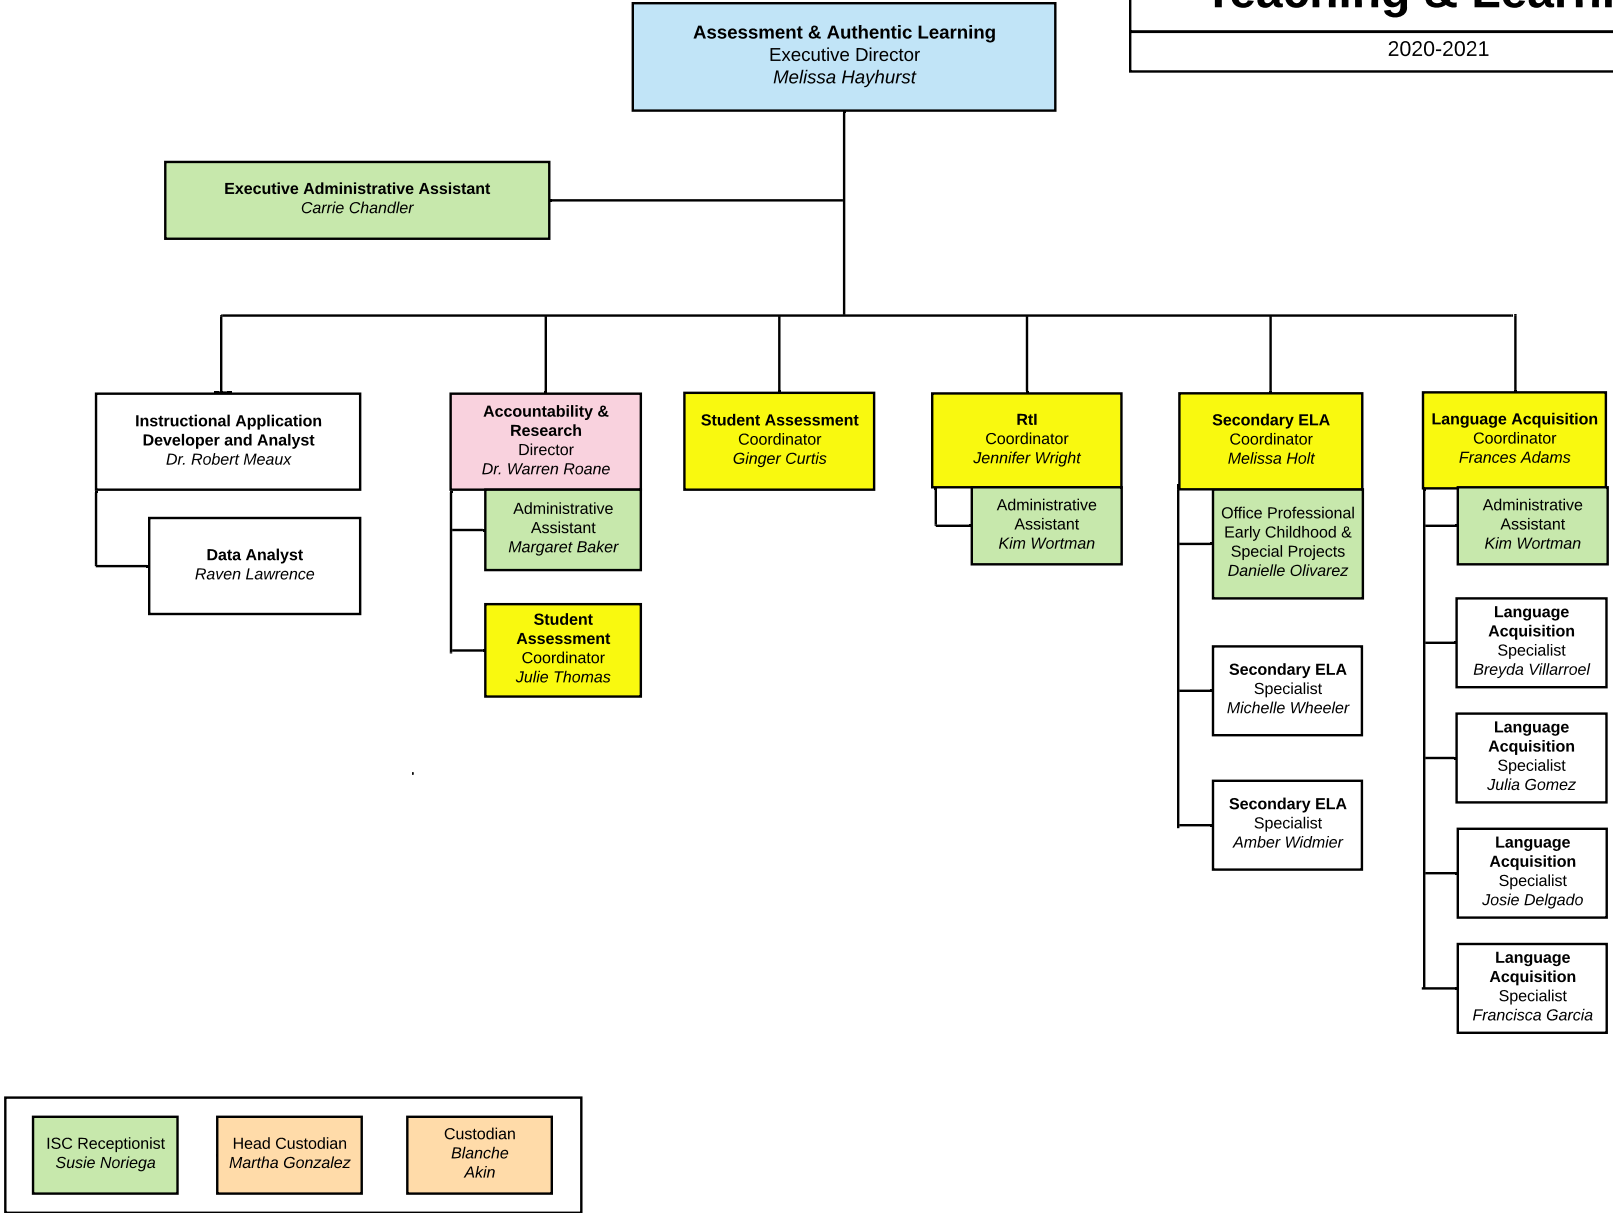 Teaching & Learni
2020-2021
Assessment & Authentic Learning
Executive Director
Melissa Hayhurst
Executive Administrative Assistant
Carrie Chandler
Instructional Application
Developer and Analyst
Dr. Robert Meaux
Data Analyst
Raven Lawrence
Accountability &
Research
Director
Dr. Warren Roane
Administrative
Assistant
Margaret Baker
Student
Assessment
Coordinator
Julie Thomas
Student Assessment
Coordinator
Ginger Curtis
RtI
Coordinator
Jennifer Wright
Administrative
Assistant
Kim Wortman
Secondary ELA
Coordinator
Melissa Holt
Office Professional
Early Childhood &
Special Projects
Danielle Olivarez
Secondary ELA
Specialist
Michelle Wheeler
Secondary ELA
Specialist
Amber Widmier
Language Acquisition
Coordinator
Frances Adams
Administrative
Assistant
Kim Wortman
Language
Acquisition
Specialist
Breyda Villarroel
Language
Acquisition
Specialist
Julia Gomez
Language
Acquisition
Specialist
Josie Delgado
Language
Acquisition
Specialist
Francisca Garcia
ISC Receptionist
Susie Noriega
Head Custodian
Martha Gonzalez
Custodian
Blanche
Akin